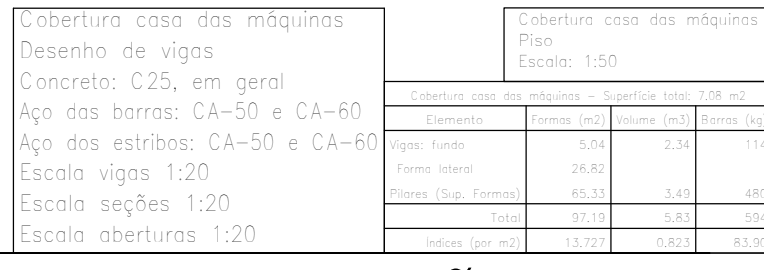 Cobertura casa das máquinas
Desenho de vigas
Concreto: C25, em geral
Aço das barras: CA-50 e CA-60
Aço dos estribos: CA-50 e CA-60
Escala vigas 1:20
Escala seções 1:20
Escala aberturas 1:20
Cobertura casa das máquinas
Piso
Escala: 1:50
Cobertura casa das máquinas - Superfície total: 7.08 m2
Elemento Formas (m2) Volume (m3) Barras (kg)
Vigas: fundo 5.04 2.34 114
Forma lateral 26.82
Pilares (Sup. Formas) 65.33 3.49 480
Total 97.19 5.83 594
Índices (por m2) 13.727 0.823 83.90